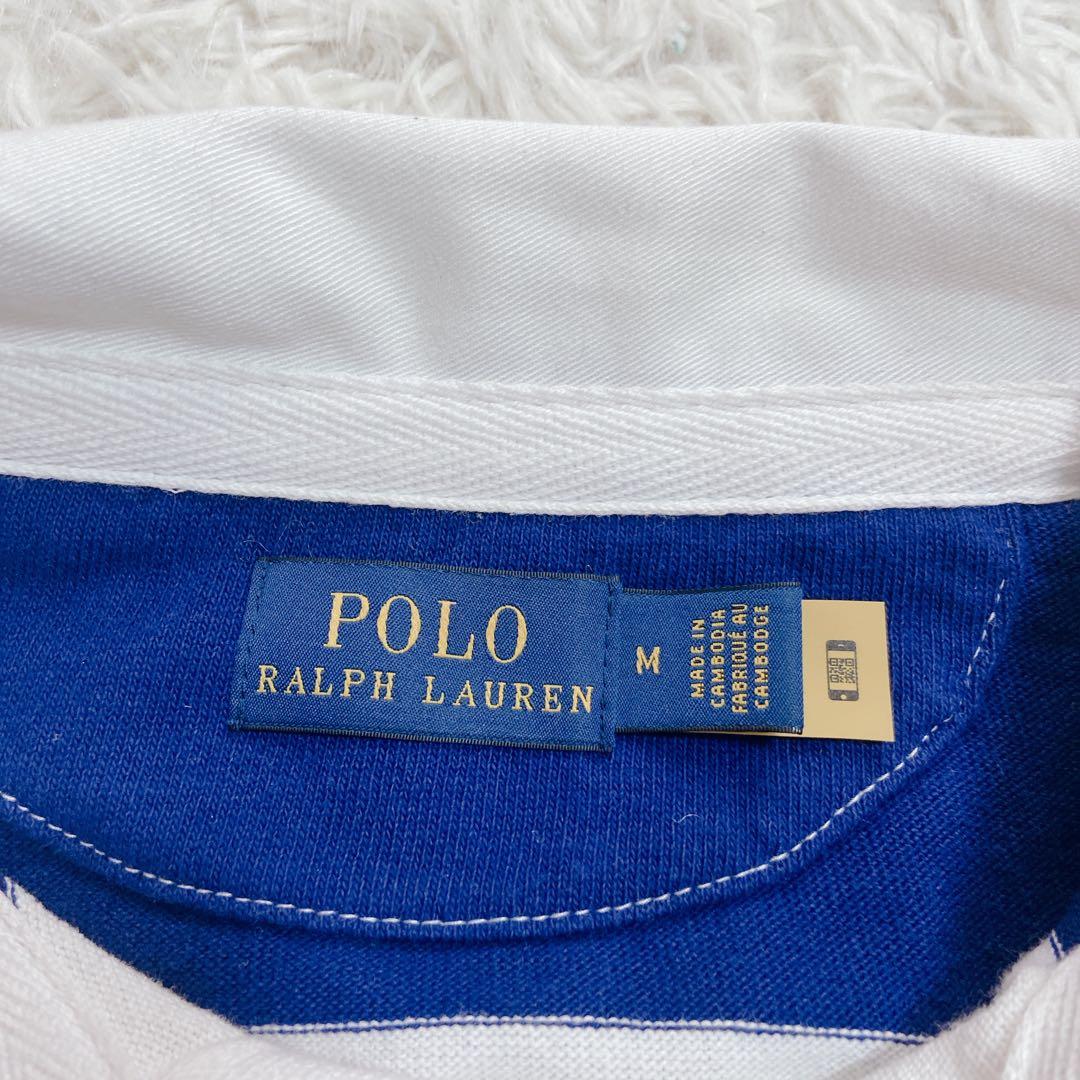 POLO
RALPH LAUREN
M
MADE IN
CAMBODIA
FABRIQUÉ AU
CAMBODGE